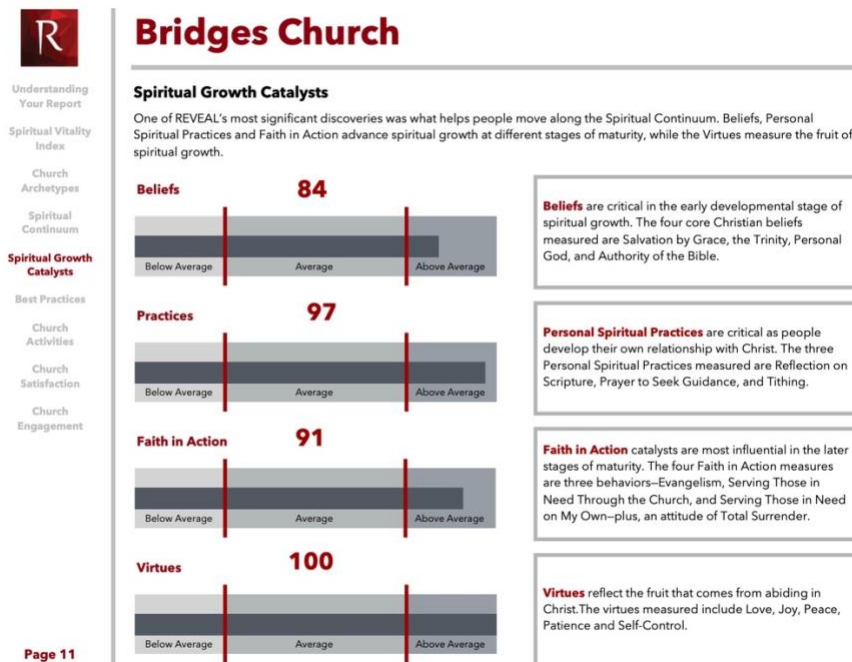 R
Bridges Church
Understanding
Your Report
Spiritual Vitality
Index
Church
Archetypes
Spiritual
Continuum
Spiritual Growth
Catalysts
Best Practices
Church
Activities
Church
Satisfaction
Church
Engagement
Page 11
Spiritual Growth Catalysts
One of REVEAL's most significant discoveries was what helps people move along the Spiritual Continuum. Beliefs, Personal
Spiritual Practices and Faith in Action advance spiritual growth at different stages of maturity, while the Virtues measure the fruit of
spiritual growth.
Beliefs 84
Below Average Average Above Average
Beliefs are critical in the early developmental stage of
spiritual growth. The four core Christian beliefs
measured are Salvation by Grace, the Trinity, Personal
God, and Authority of the Bible.
Practices 97
Below Average Average Above Average
Personal Spiritual Practices are critical as people
develop their own relationship with Christ. The three
Personal Spiritual Practices measured are Reflection on
Scripture, Prayer to Seek Guidance, and Tithing.
Faith in Action 91
Below Average Average Above Average
Faith in Action catalysts are most influential in the later
stages of maturity. The four Faith in Action measures
are three behaviors—Evangelism, Serving Those in
Need Through the Church, and Serving Those in Need
on My Own—plus, an attitude of Total Surrender.
Virtues 100
Below Average Average Above Average
Virtues reflect the fruit that comes from abiding in
Christ.The virtues measured include Love, Joy, Peace,
Patience and Self-Control.